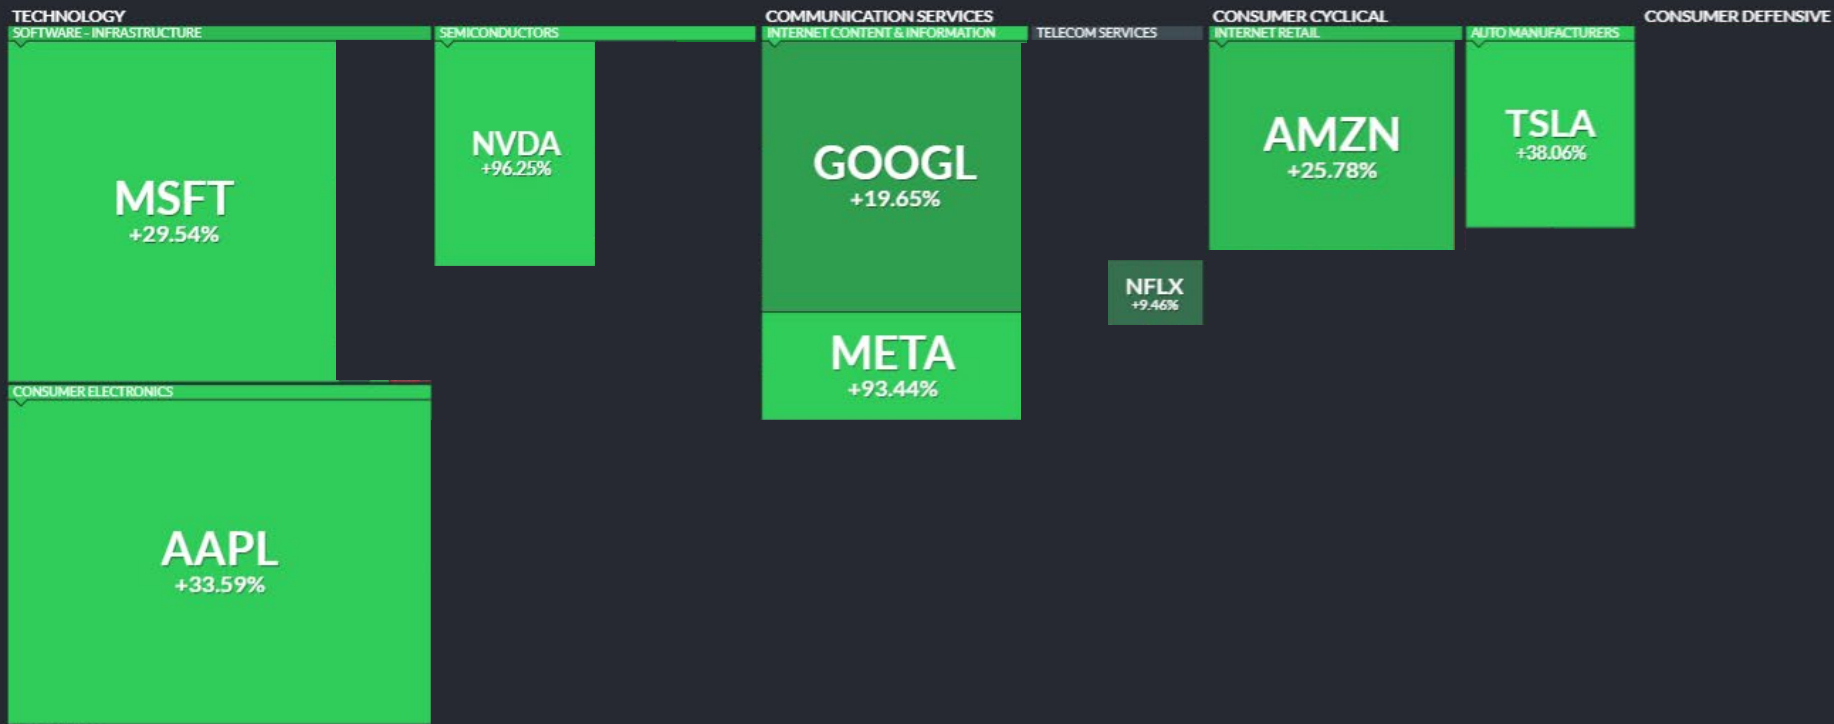 TECHNOLOGY
SOFTWARE - INFRASTRUCTURE
MSFT
+29.54%
CONSUMER ELECTRONICS
AAPL
+33.59%
SEMICONDUCTORS
NVDA
+96.25%
COMMUNICATION SERVICES
INTERNET CONTENT & INFORMATION
GOOGL
+19.65%
META
+93.44%
TELECOM SERVICES
NFLX
+9.46%
CONSUMER CYCLICAL
INTERNET RETAIL
AMZN
+25.78%
AUTO MANUFACTURERS
TSLA
+38.06%
CONSUMER DEFENSIVE